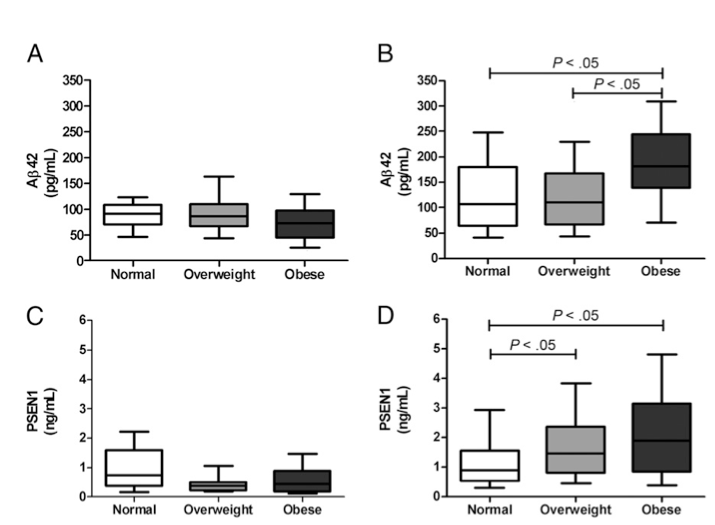 A
Aβ42
(pg/mL)
350
300
250
200
150
100
50
0
Normal Overweight Obese
B
P < .05
P < .05
Aβ42
(pg/mL)
350
300
250
200
150
100
50
0
Normal Overweight Obese
C
PSEN1
(ng/mL)
6
5
4
3
2
1
0
Normal Overweight Obese
D
P < .05
P < .05
PSEN1
(ng/mL)
6
5
4
3
2
1
0
Normal Overweight Obese